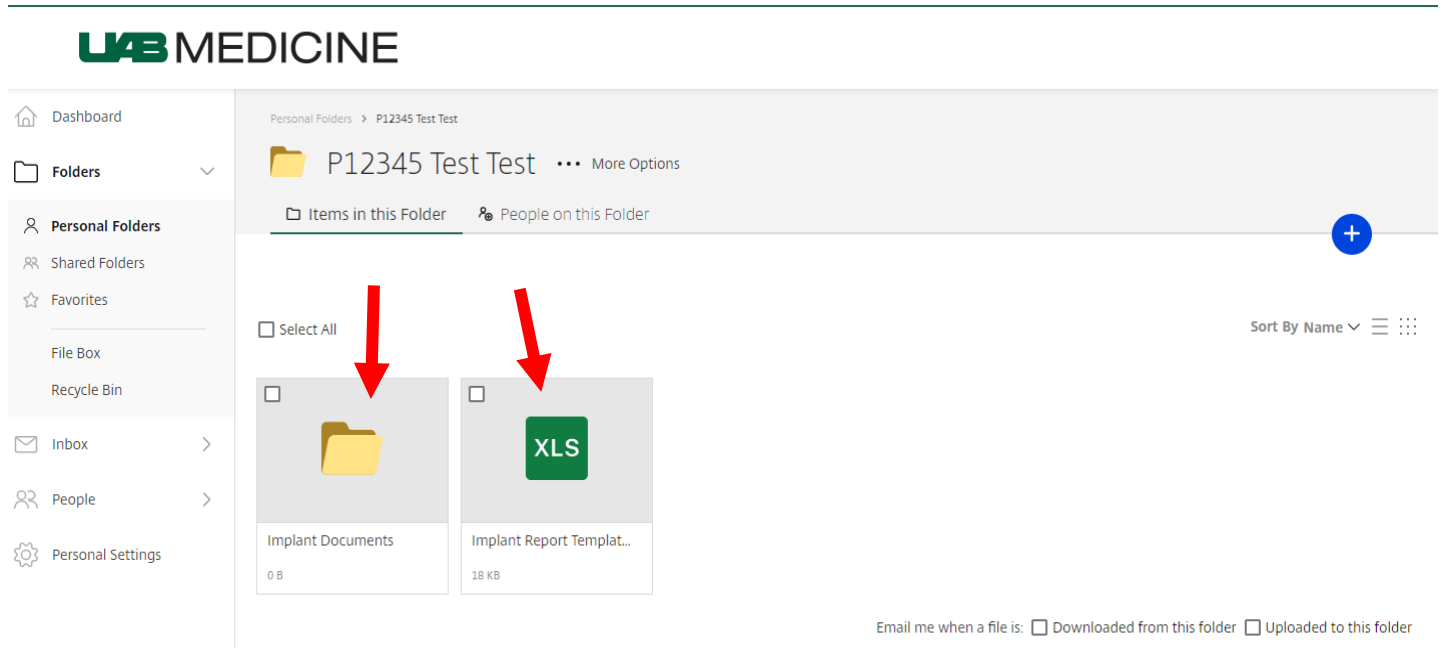 UAB MEDICINE
Dashboard
Folders
Personal Folders
Shared Folders
Favorites
File Box
Recycle Bin
Inbox
People
Personal Settings
Personal Folders > P12345 Test Test
P12345 Test Test ••• More Options
Items in this Folder People on this Folder
+
Select All
Sort By Name
XLS
Implant Documents
0 B
Implant Report Templat...
18 KB
Email me when a file is: Downloaded from this folder Uploaded to this folder